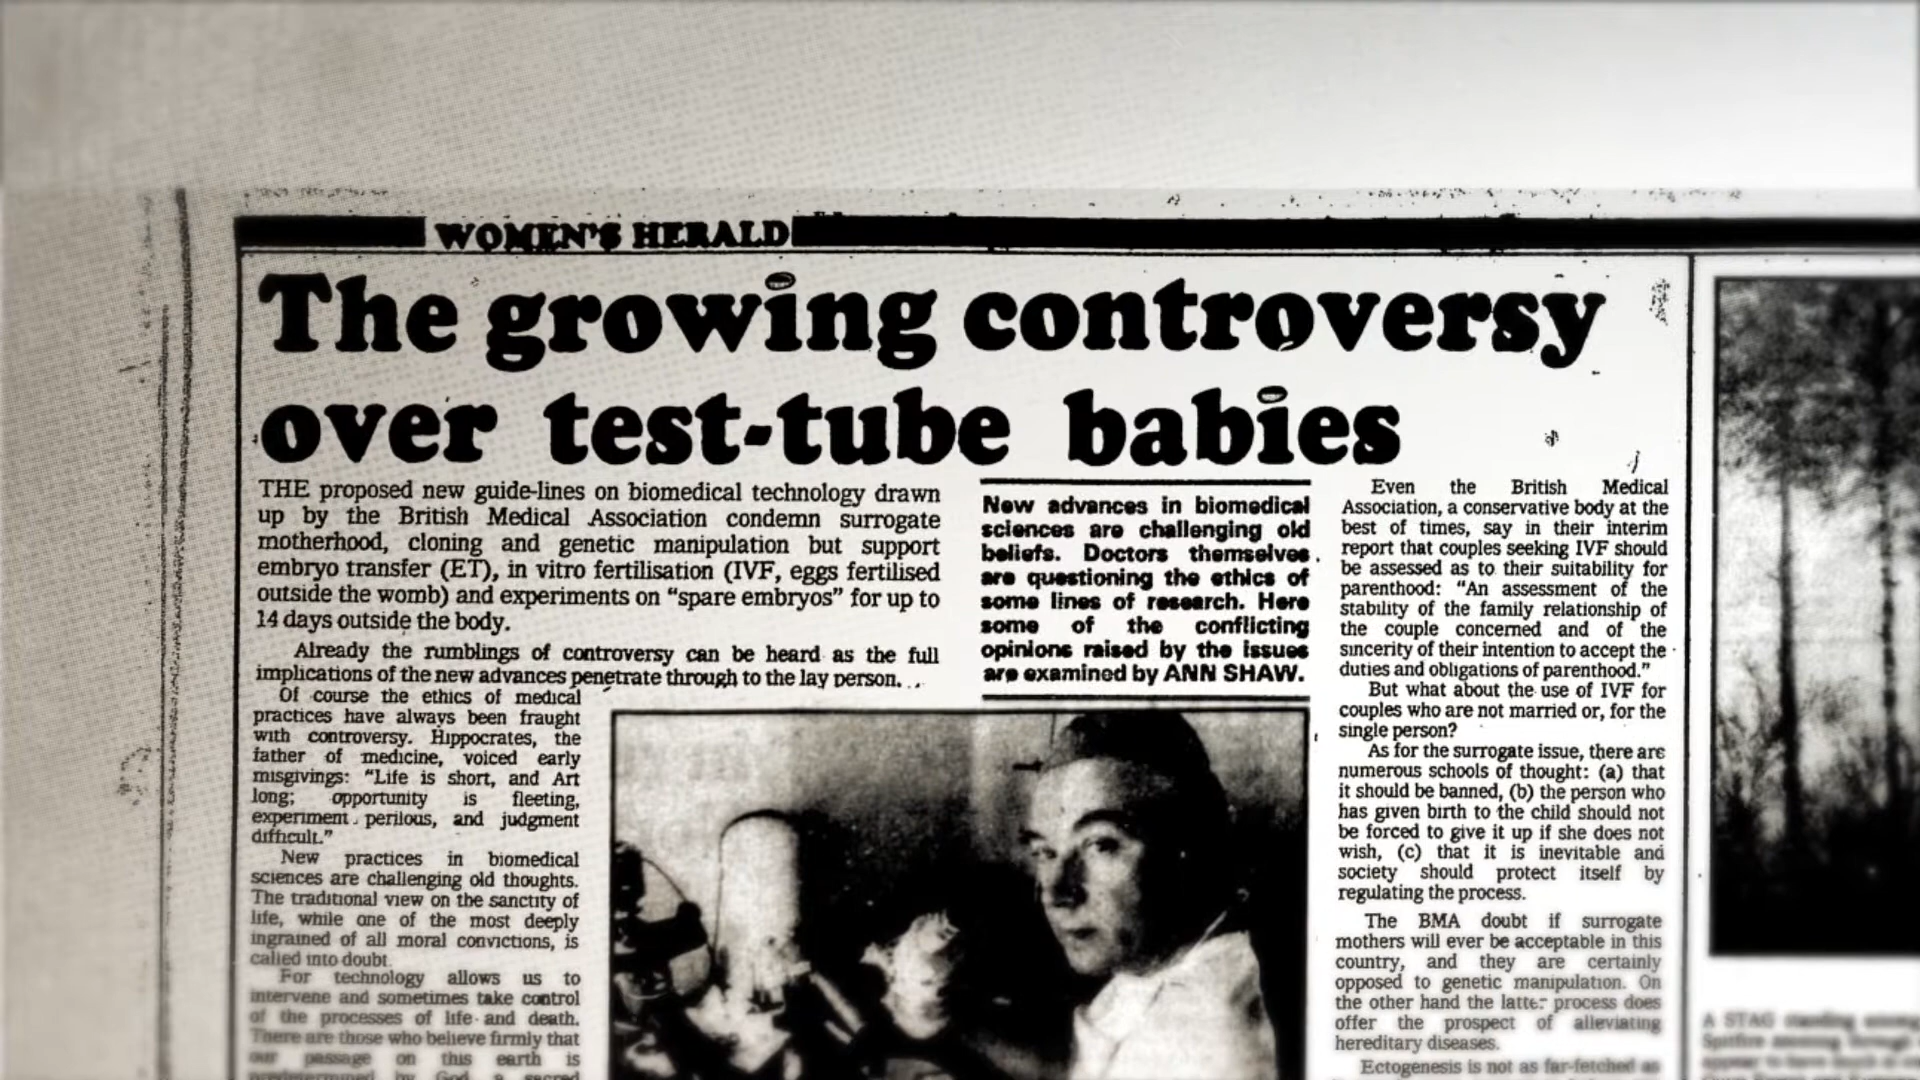 WOMEN'S HERALD
The growing controversy
over test-tube babies
THE proposed new guide-lines on biomedical technology drawn
up by the British Medical Association condemn surrogate
motherhood, cloning and genetic manipulation but support
embryo transfer (ET), in vitro fertilisation (IVF, eggs fertilised
outside the womb) and experiments on “spare embryos” for up to
14 days outside the body.
Already the rumblings of controversy can be heard as the full
implications of the new advances penetrate through to the lay person. . .
Of course the ethics of medical
practices have always been fraught
with controversy. Hippocrates, the
father of medicine, voiced early
misgivings: “Life is short, and Art
long; opportunity is fleeting,
experiment perilous, and judgment
difficult.”
New practices in biomedical
sciences are challenging old thoughts.
The traditional view on the sanctity of
life, while one of the most deeply
ingrained of all moral convictions, is
called into doubt.
For technology allows us to
intervene and sometimes take control
of the processes of life and death.
There are those who believe firmly that
our passage on this earth is
predetermined by God a sacred
New advances in biomedical
sciences are challenging old
beliefs. Doctors themselves
are questioning the ethics of
some lines of research. Here
some of the conflicting
opinions raised by the issues
are examined by ANN SHAW.
Even the British Medical
Association, a conservative body at the
best of times, say in their interim
report that couples seeking IVF should
be assessed as to their suitability for
parenthood: “An assessment of the
stability of the family relationship of
the couple concerned and of the
sincerity of their intention to accept the
duties and obligations of parenthood.”
But what about the use of IVF for
couples who are not married or, for the
single person?
As for the surrogate issue, there are
numerous schools of thought: (a) that
it should be banned, (b) the person who
has given birth to the child should not
be forced to give it up if she does not
wish, (c) that it is inevitable and
society should protect itself by
regulating the process.
The BMA doubt if surrogate
mothers will ever be acceptable in this
country, and they are certainly
opposed to genetic manipulation. On
the other hand the latter process does
offer the prospect of alleviating
hereditary diseases.
Ectogenesis is not as far-fetched as
A STAG standing among
Spitfire
appear to have